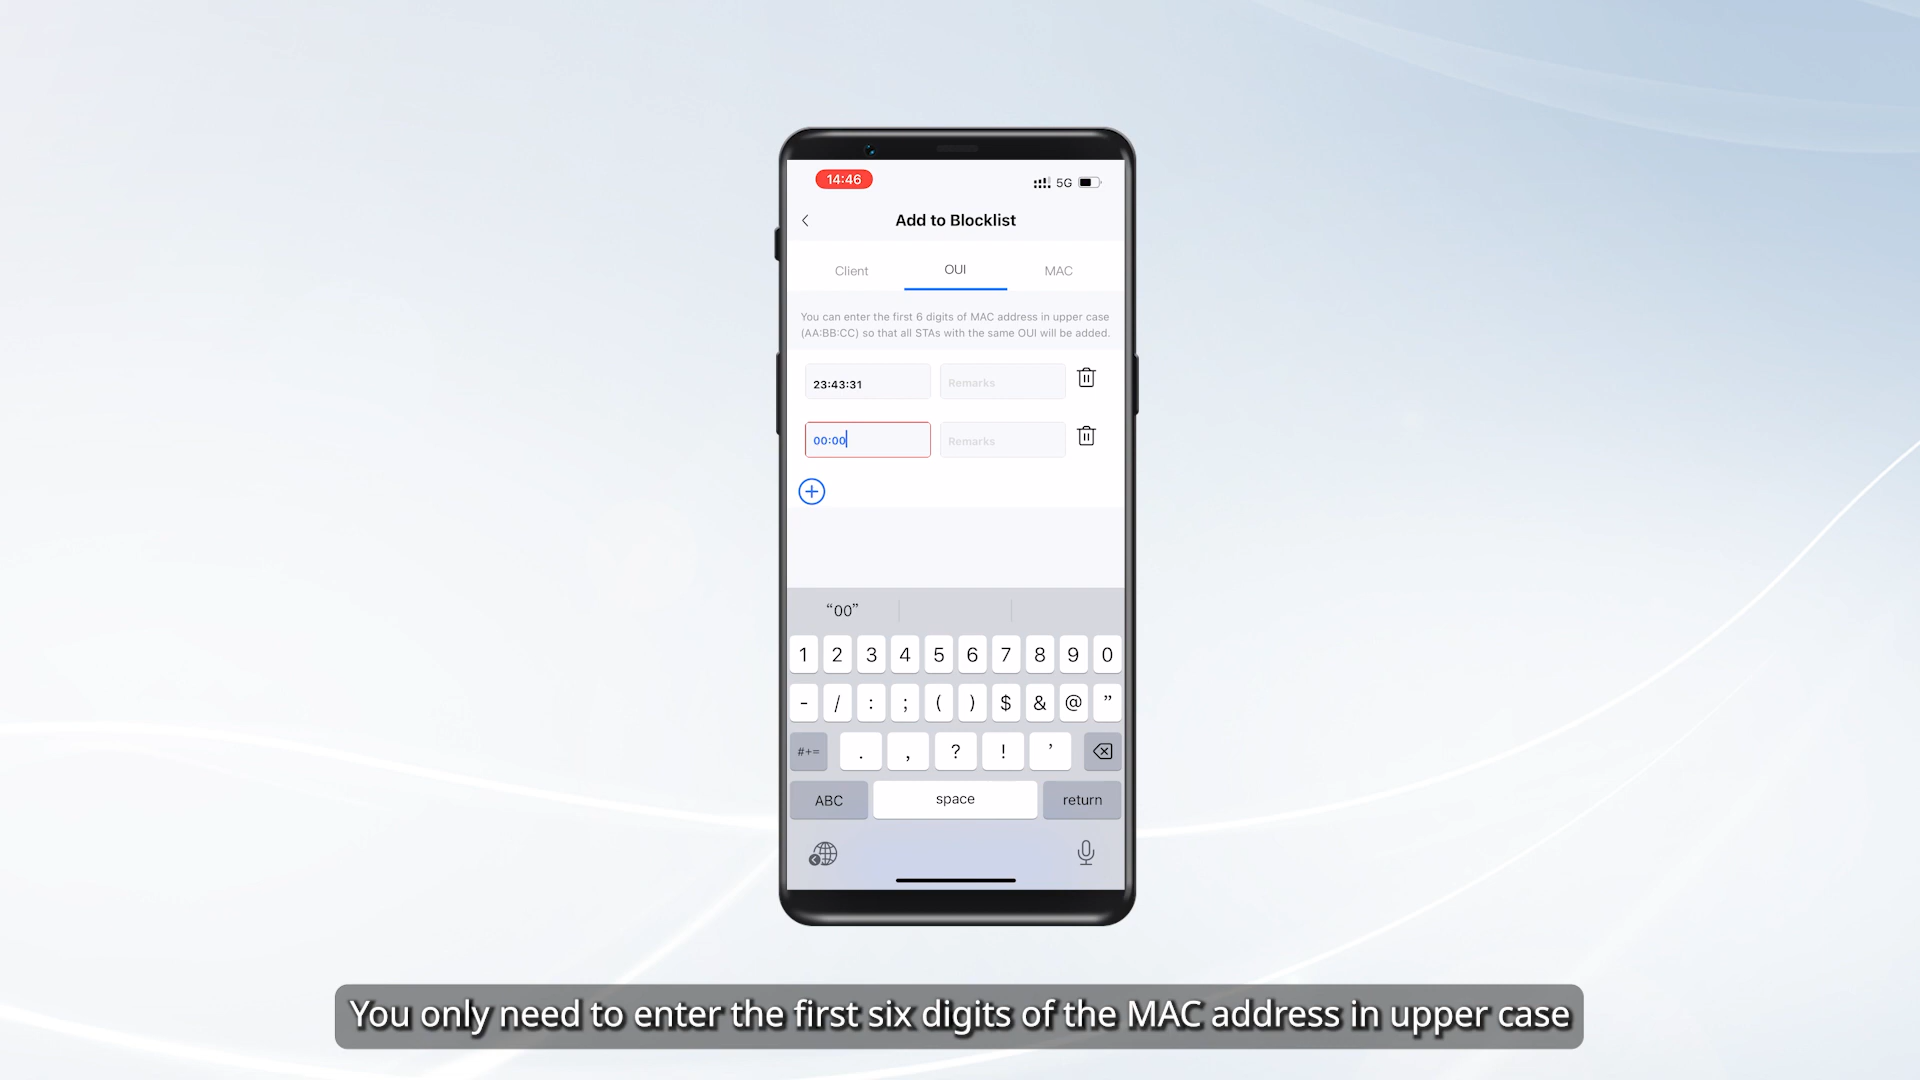 14:46
5G
Add to Blocklist
Client OUI MAC
You can enter the first 6 digits of MAC address in upper case
(AA:BB:CC) so that all STAs with the same OUI will be added.
23:43:31 Remarks
00:00 Remarks
“00”
1 2 3 4 5 6 7 8 9 0
- / : ; ( ) $ & @ ”
#+= . , ? ! ’
ABC space return
You only need to enter the first six digits of the MAC address in upper case